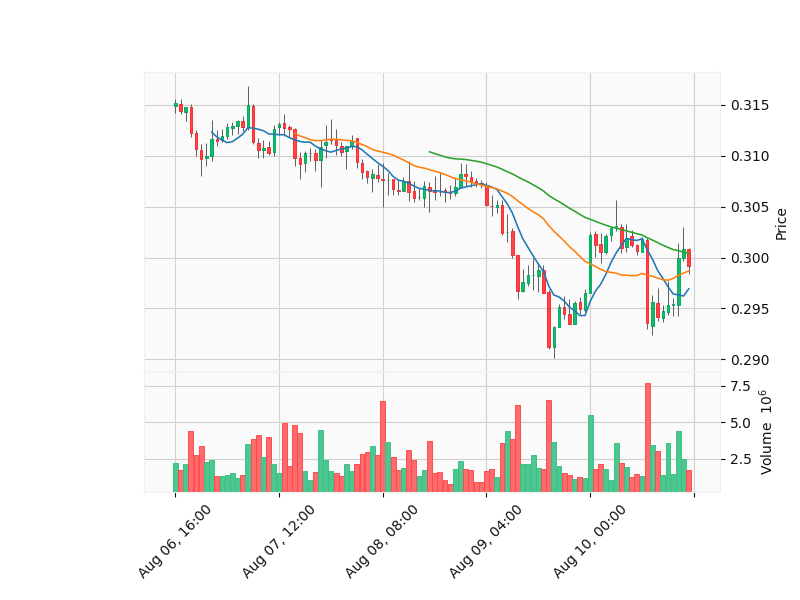 0.315
0.310
0.305
0.300
0.295
0.290
Price
7.5
5.0
2.5
Volume 10⁶
Aug 06, 16:00
Aug 07, 12:00
Aug 08, 08:00
Aug 09, 04:00
Aug 10, 00:00